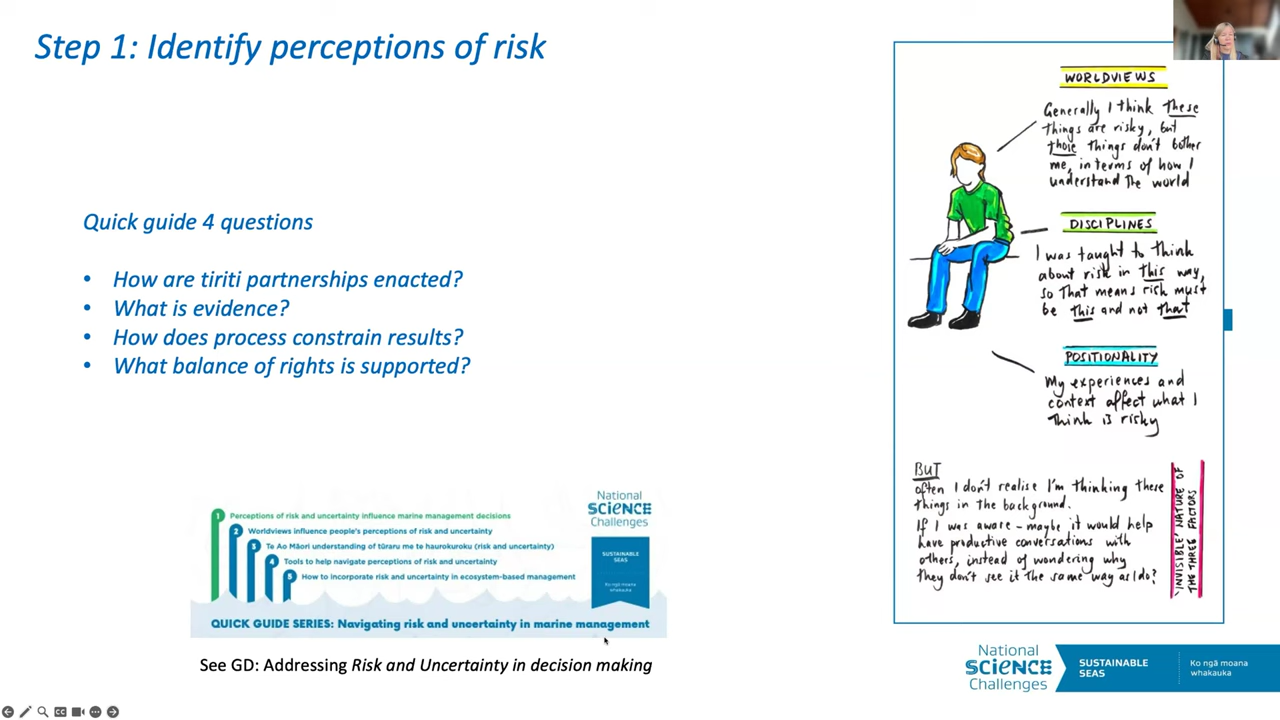 Step 1: Identify perceptions of risk
Quick guide 4 questions
• How are tiriti partnerships enacted?
• What is evidence?
• How does process constrain results?
• What balance of rights is supported?
WORLDVIEWS
Generally I think these
things are risky, but
those things don't bother
me, in terms of how I
understand the world
DISCIPLINES
I was taught to think
about risk in this way,
so that means risk must
be this and not that
POSITIONALITY
My experiences and
context affect what I
think is risky
BUT
often I don't realise I'm thinking these
things in the background.
If I was aware - maybe it would help
have productive conversations with
others, instead of wondering why
they don't see it the same way as I do?
'INVISIBLE' NATURE OF
THE THREE FACTORS
National
SCIENCE
Challenges
SUSTAINABLE
SEAS
Ko ngā moana
whakauka
1 Perceptions of risk and uncertainty influence marine management decisions
2 Worldviews influence people's perceptions of risk and uncertainty
3 Te Ao Māori understanding of tūraru me te haurokuroku (risk and uncertainty)
4 Tools to help navigate perceptions of risk and uncertainty
5 How to incorporate risk and uncertainty in ecosystem-based management
QUICK GUIDE SERIES: Navigating risk and uncertainty in marine management
See GD: Addressing Risk and Uncertainty in decision making
National
SCIENCE
Challenges
SUSTAINABLE
SEAS
Ko ngā moana
whakauka
CC